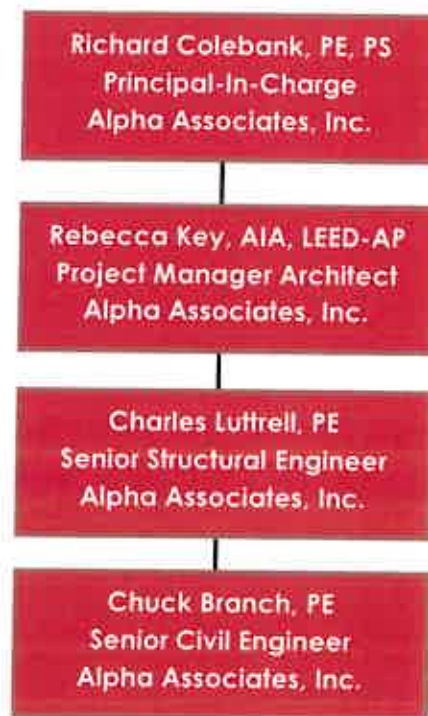 Richard Colebank, PE, PS
Principal-In-Charge
Alpha Associates, Inc.
Rebecca Key, AIA, LEED-AP
Project Manager Architect
Alpha Associates, Inc.
Charles Luttrell, PE
Senior Structural Engineer
Alpha Associates, Inc.
Chuck Branch, PE
Senior Civil Engineer
Alpha Associates, Inc.